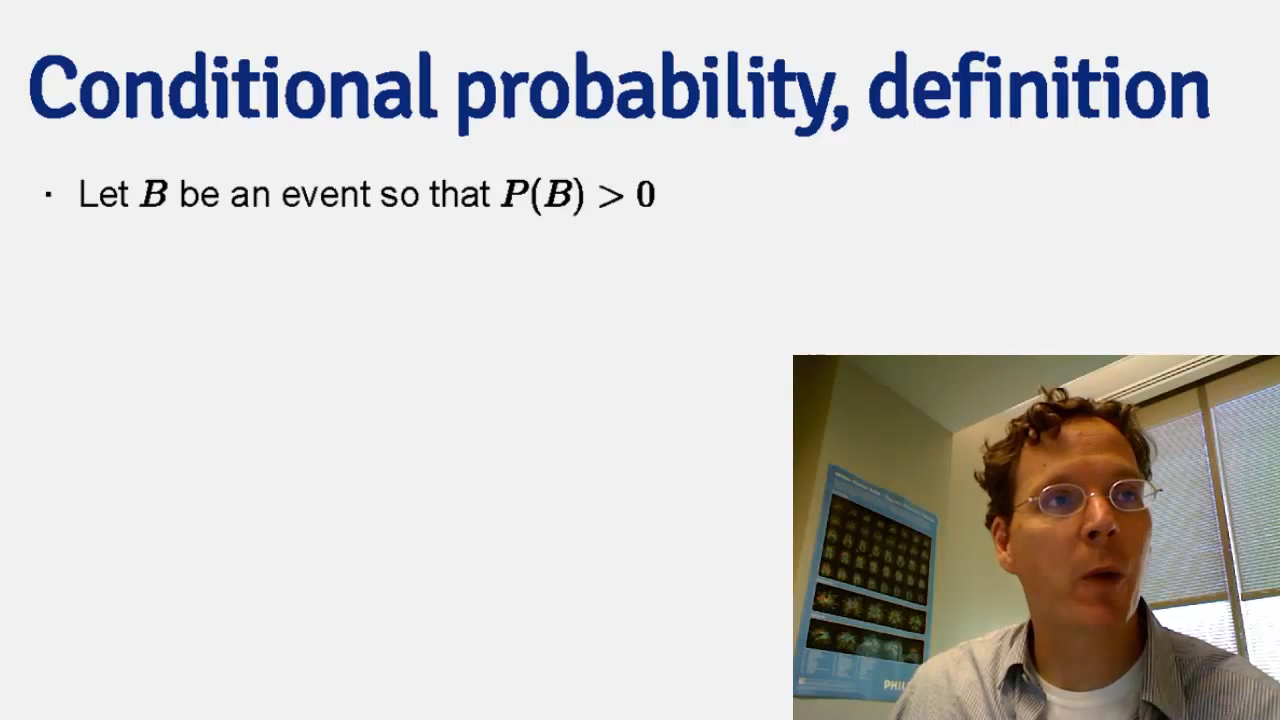 Conditional probability, definition
· Let B be an event so that P(B) > 0